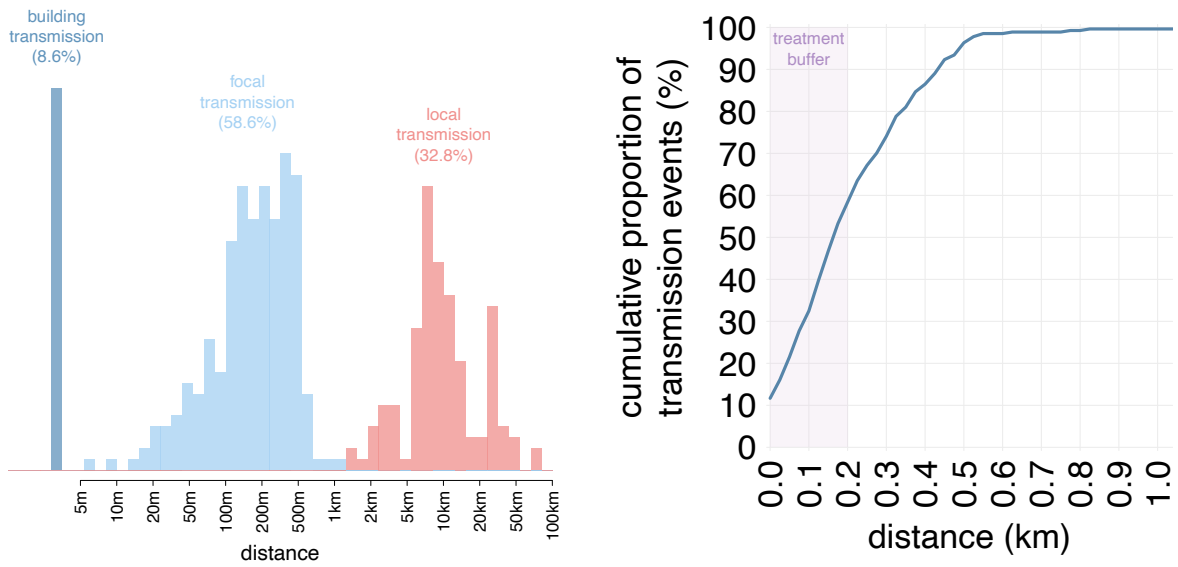 building
transmission
(8.6%)
focal
transmission
(58.6%)
local
transmission
(32.8%)
5m
10m
20m
50m
100m
200m
500m
1km
2km
5km
10km
20km
50km
100km
distance
cumulative proportion of
transmission events (%)
100
90
80
70
60
50
40
30
20
10
0
treatment
buffer
0.0
0.1
0.2
0.3
0.4
0.5
0.6
0.7
0.8
0.9
1.0
distance (km)